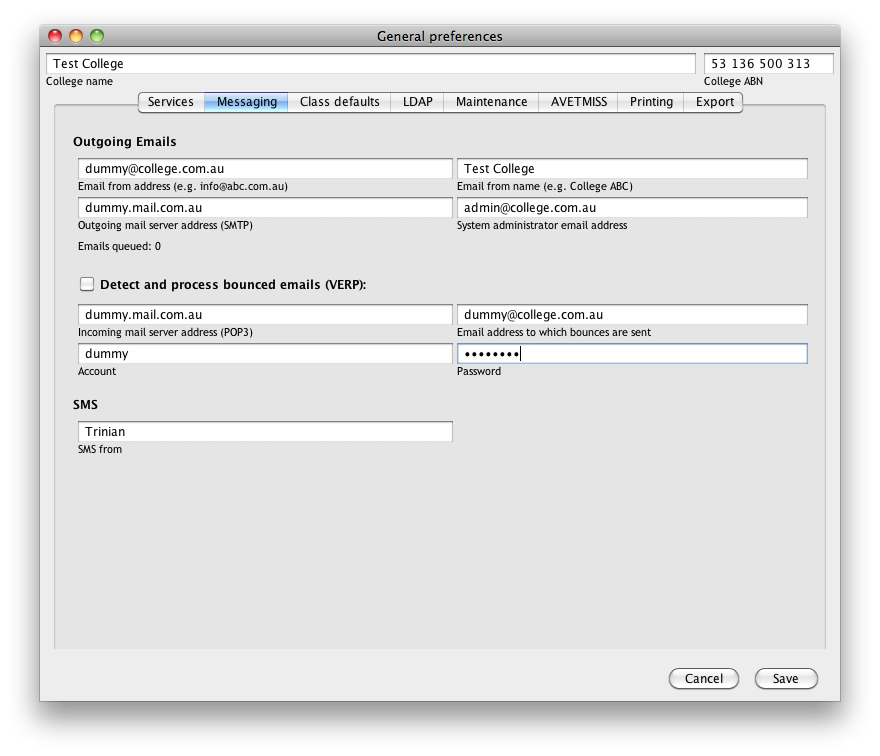 General preferences
Test College 53 136 500 313
College name College ABN
Services Messaging Class defaults LDAP Maintenance AVETMISS Printing Export
Outgoing Emails
dummy@college.com.au Test College
Email from address (e.g. info@abc.com.au) Email from name (e.g. College ABC)
dummy.mail.com.au admin@college.com.au
Outgoing mail server address (SMTP) System administrator email address
Emails queued: 0
Detect and process bounced emails (VERP):
dummy.mail.com.au dummy@college.com.au
Incoming mail server address (POP3) Email address to which bounces are sent
dummy ••••••••
Account Password
SMS
Trinian
SMS from
Cancel Save